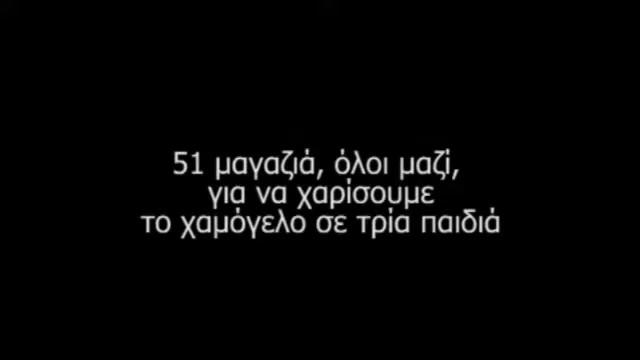 51 μαγαζιά, όλοι μαζί,
για να χαρίσουμε
το χαμόγελο σε τρία παιδιά